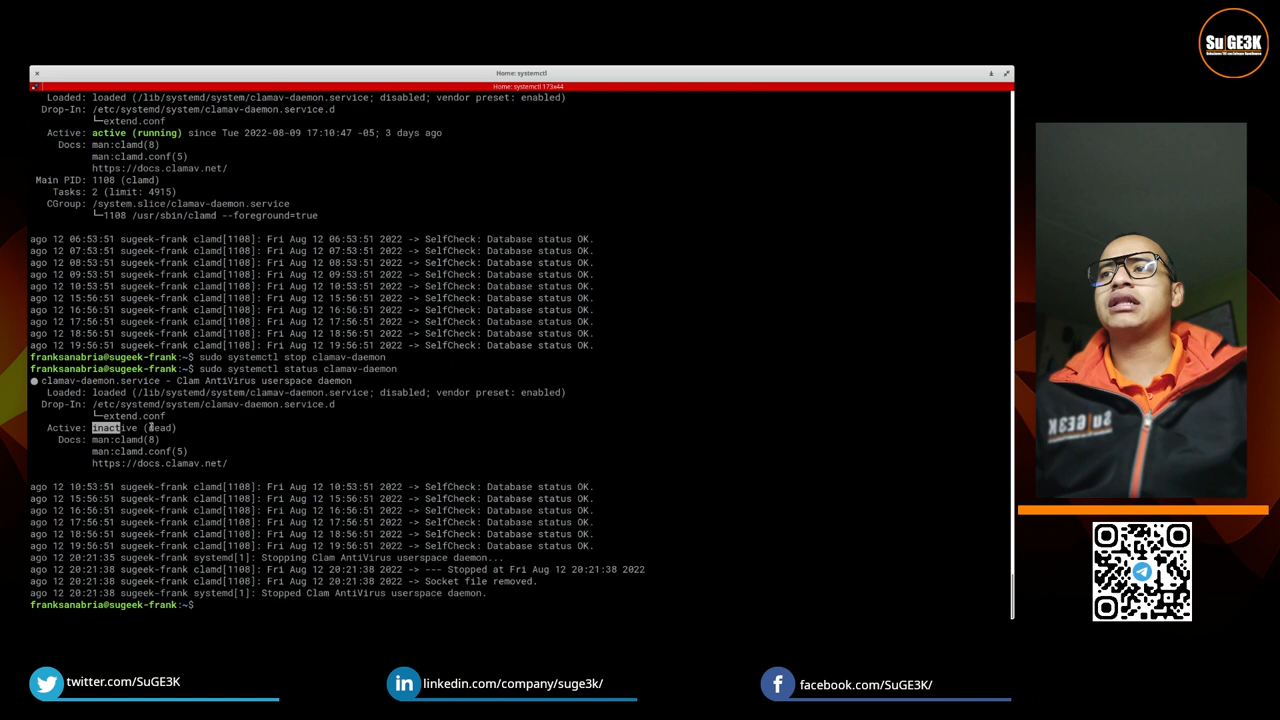 Su GE3K
Home: systemctl
Home: systemctl 173x44
Loaded: loaded (/lib/systemd/system/clamav-daemon.service; disabled; vendor preset: enabled)
Drop-In: /etc/systemd/system/clamav-daemon.service.d
└─extend.conf
Active: active (running) since Tue 2022-08-09 17:10:47 -05; 3 days ago
Docs: man:clamd(8)
man:clamd.conf(5)
https://docs.clamav.net/
Main PID: 1108 (clamd)
Tasks: 2 (limit: 4915)
CGroup: /system.slice/clamav-daemon.service
└─1108 /usr/sbin/clamd --foreground=true
ago 12 06:53:51 sugeek-frank clamd[1108]: Fri Aug 12 06:53:51 2022 -> SelfCheck: Database status OK.
ago 12 07:53:51 sugeek-frank clamd[1108]: Fri Aug 12 07:53:51 2022 -> SelfCheck: Database status OK.
ago 12 08:53:51 sugeek-frank clamd[1108]: Fri Aug 12 08:53:51 2022 -> SelfCheck: Database status OK.
ago 12 09:53:51 sugeek-frank clamd[1108]: Fri Aug 12 09:53:51 2022 -> SelfCheck: Database status OK.
ago 12 10:53:51 sugeek-frank clamd[1108]: Fri Aug 12 10:53:51 2022 -> SelfCheck: Database status OK.
ago 12 15:56:51 sugeek-frank clamd[1108]: Fri Aug 12 15:56:51 2022 -> SelfCheck: Database status OK.
ago 12 16:56:51 sugeek-frank clamd[1108]: Fri Aug 12 16:56:51 2022 -> SelfCheck: Database status OK.
ago 12 17:56:51 sugeek-frank clamd[1108]: Fri Aug 12 17:56:51 2022 -> SelfCheck: Database status OK.
ago 12 18:56:51 sugeek-frank clamd[1108]: Fri Aug 12 18:56:51 2022 -> SelfCheck: Database status OK.
ago 12 19:56:51 sugeek-frank clamd[1108]: Fri Aug 12 19:56:51 2022 -> SelfCheck: Database status OK.
franksanabria@sugeek-frank:~$ sudo systemctl stop clamav-daemon
franksanabria@sugeek-frank:~$ sudo systemctl status clamav-daemon
● clamav-daemon.service - Clam AntiVirus userspace daemon
Loaded: loaded (/lib/systemd/system/clamav-daemon.service; disabled; vendor preset: enabled)
Drop-In: /etc/systemd/system/clamav-daemon.service.d
└─extend.conf
Active: inactive (dead)
Docs: man:clamd(8)
man:clamd.conf(5)
https://docs.clamav.net/
ago 12 10:53:51 sugeek-frank clamd[1108]: Fri Aug 12 10:53:51 2022 -> SelfCheck: Database status OK.
ago 12 15:56:51 sugeek-frank clamd[1108]: Fri Aug 12 15:56:51 2022 -> SelfCheck: Database status OK.
ago 12 16:56:51 sugeek-frank clamd[1108]: Fri Aug 12 16:56:51 2022 -> SelfCheck: Database status OK.
ago 12 17:56:51 sugeek-frank clamd[1108]: Fri Aug 12 17:56:51 2022 -> SelfCheck: Database status OK.
ago 12 18:56:51 sugeek-frank clamd[1108]: Fri Aug 12 18:56:51 2022 -> SelfCheck: Database status OK.
ago 12 19:56:51 sugeek-frank clamd[1108]: Fri Aug 12 19:56:51 2022 -> SelfCheck: Database status OK.
ago 12 20:21:35 sugeek-frank systemd[1]: Stopping Clam AntiVirus userspace daemon...
ago 12 20:21:38 sugeek-frank clamd[1108]: Fri Aug 12 20:21:38 2022 -> --- Stopped at Fri Aug 12 20:21:38 2022
ago 12 20:21:38 sugeek-frank clamd[1108]: Fri Aug 12 20:21:38 2022 -> Socket file removed.
ago 12 20:21:38 sugeek-frank systemd[1]: Stopped Clam AntiVirus userspace daemon.
franksanabria@sugeek-frank:~$
SuGE3K
twitter.com/SuGE3K
linkedin.com/company/suge3k/
facebook.com/SuGE3K/